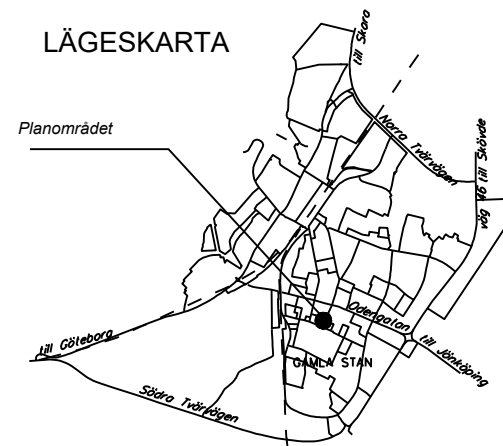 LÄGESKARTA
till Skara
Planområdet
Norra Tvärvägen
väg 46 till Skövde
Odengatan
till Göteborg
till Jönköping
GAMLA STAN
Södra Tvärvägen